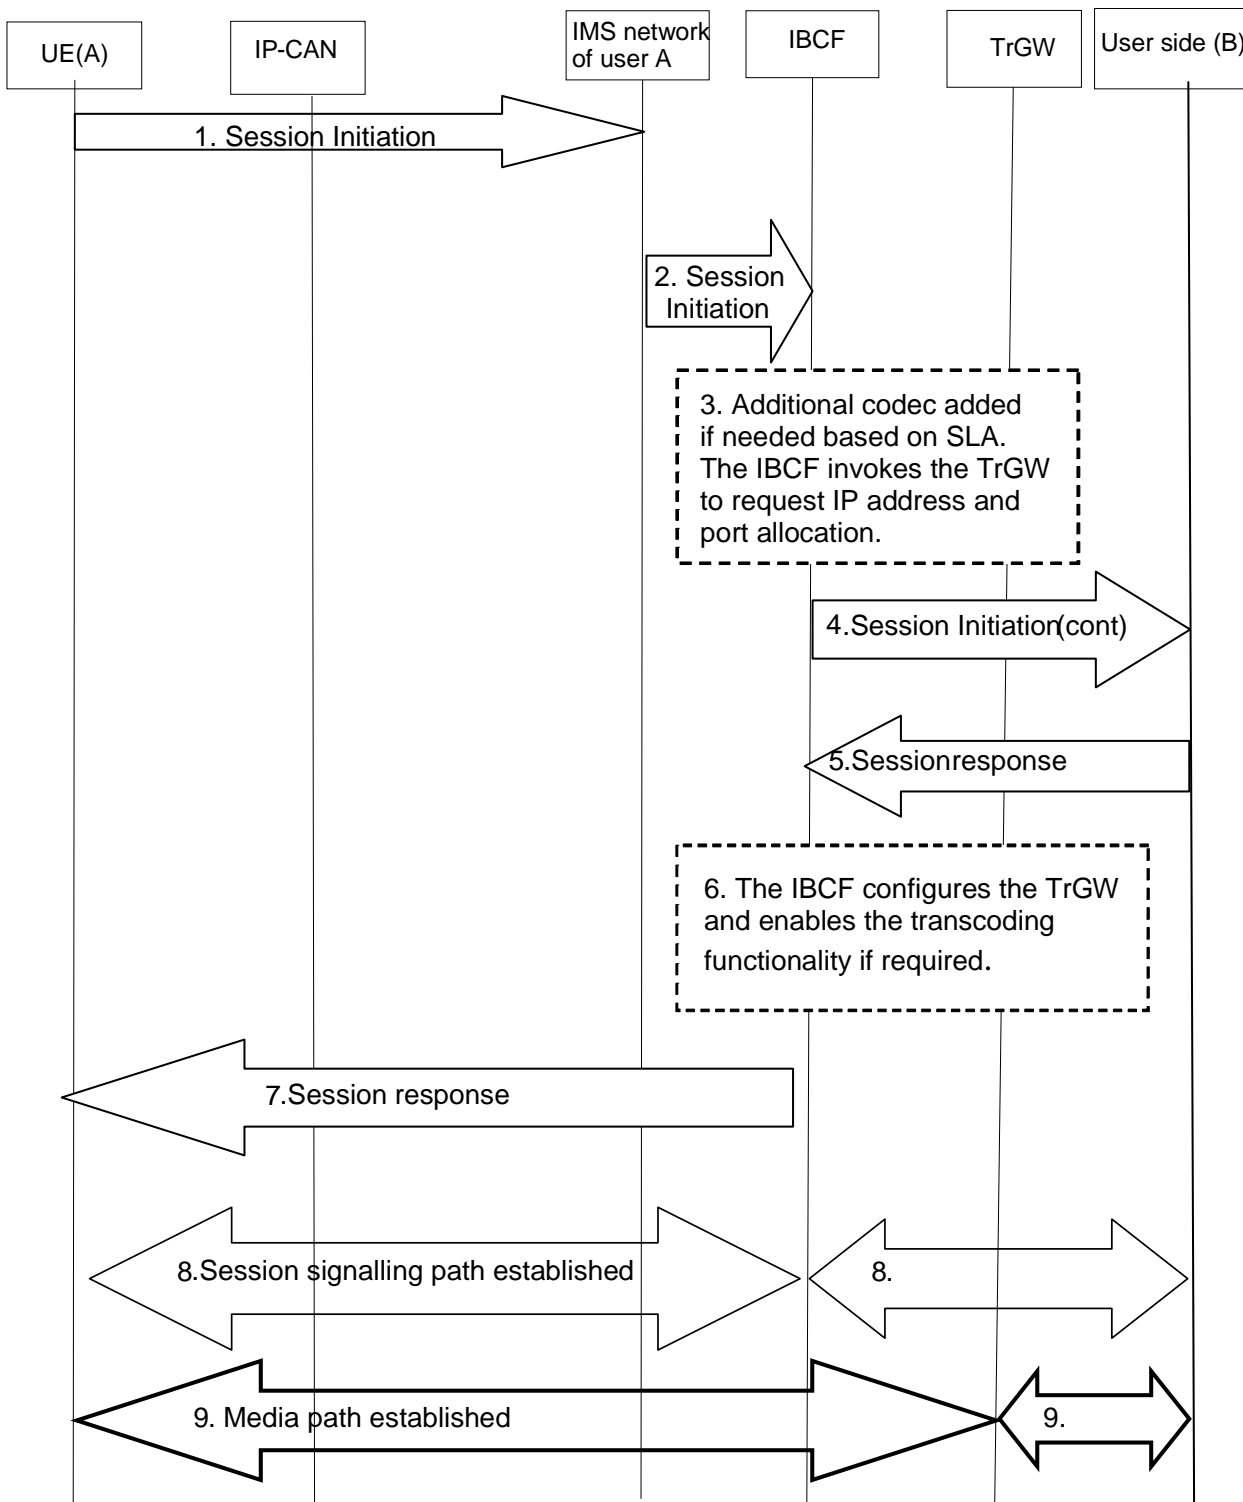 UE(A)
IP-CAN
IMS network
of user A
IBCF
TrGW
User side (B)
1. Session Initiation
2. Session
Initiation
3. Additional codec added
if needed based on SLA.
The IBCF invokes the TrGW
to request IP address and
port allocation.
4.Session Initiation(cont)
5.Sessionresponse
6. The IBCF configures the TrGW
and enables the transcoding
functionality if required.
7.Session response
8.Session signalling path established
8.
9. Media path established
9.